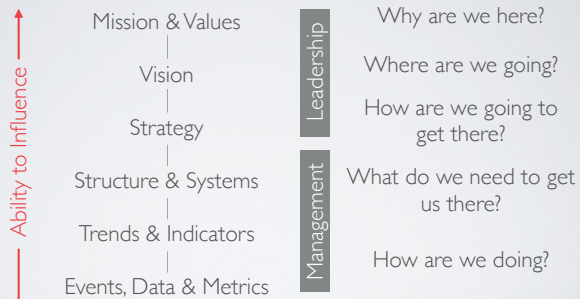 Ability to Influence
Mission & Values
Vision
Strategy
Structure & Systems
Trends & Indicators
Events, Data & Metrics
Leadership
Management
Why are we here?
Where are we going?
How are we going to
get there?
What do we need to get
us there?
How are we doing?